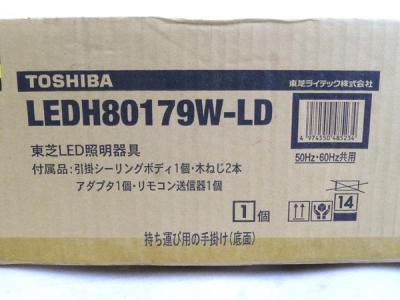 TOSHIBA
東芝ライテック株式会社
LEDH80179W-LD
4 974550 485234
東芝LED照明器具
50Hz・60Hz共用
付属品:引掛シーリングボディ1個・木ねじ2本
アダプタ1個・リモコン送信器1個
1個
14
持ち運び用の手掛け(底面)